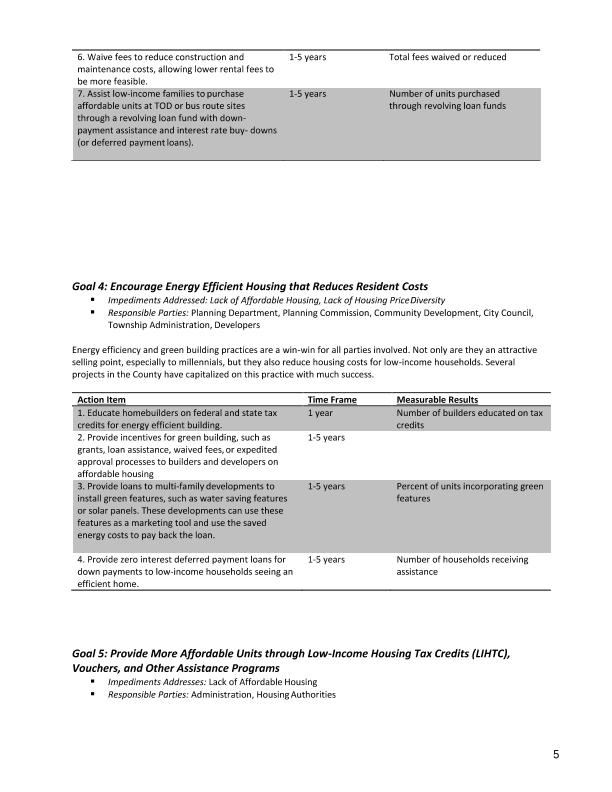 6. Waive fees to reduce construction and 1-5 years Total fees waived or reduced
maintenance costs, allowing lower rental fees to
be more feasible.
7. Assist low-income families to purchase 1-5 years Number of units purchased
affordable units at TOD or bus route sites through revolving loan funds
through a revolving loan fund with down-
payment assistance and interest rate buy- downs
(or deferred payment loans).
Goal 4: Encourage Energy Efficient Housing that Reduces Resident Costs
▪ Impediments Addressed: Lack of Affordable Housing, Lack of Housing Price Diversity
▪ Responsible Parties: Planning Department, Planning Commission, Community Development, City Council,
Township Administration, Developers
Energy efficiency and green building practices are a win-win for all parties involved. Not only are they an attractive
selling point, especially to millennials, but they also reduce housing costs for low-income households. Several
projects in the County have capitalized on this practice with much success.
Action Item Time Frame Measurable Results
1. Educate homebuilders on federal and state tax 1 year Number of builders educated on tax
credits for energy efficient building. credits
2. Provide incentives for green building, such as 1-5 years
grants, loan assistance, waived fees, or expedited
approval processes to builders and developers on
affordable housing
3. Provide loans to multi-family developments to 1-5 years Percent of units incorporating green
install green features, such as water saving features features
or solar panels. These developments can use these
features as a marketing tool and use the saved
energy costs to pay back the loan.
4. Provide zero interest deferred payment loans for 1-5 years Number of households receiving
down payments to low-income households seeing an assistance
efficient home.
Goal 5: Provide More Affordable Units through Low-Income Housing Tax Credits (LIHTC),
Vouchers, and Other Assistance Programs
▪ Impediments Addresses: Lack of Affordable Housing
▪ Responsible Parties: Administration, Housing Authorities
5